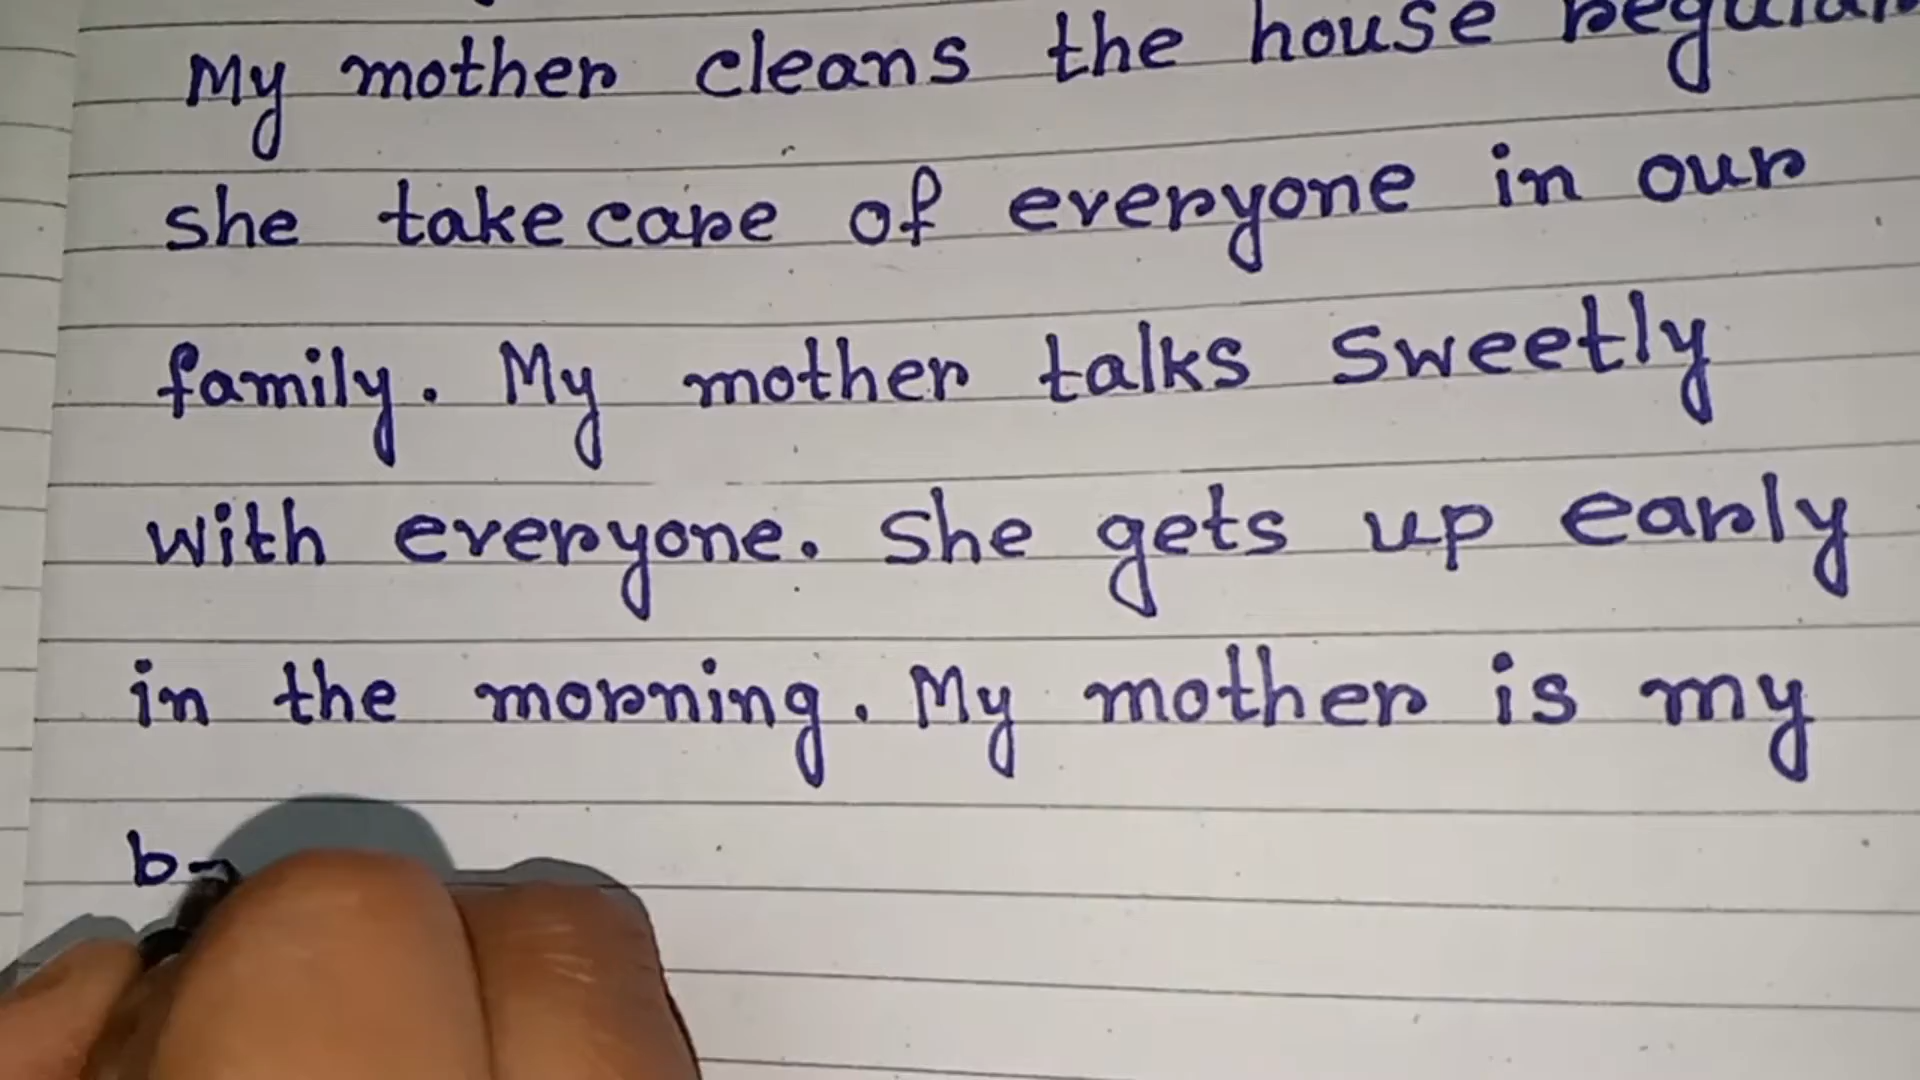 My mother cleans the house regular
she take care of everyone in our
family. My mother talks sweetly
with everyone. She gets up early
in the morning. My mother is my
b